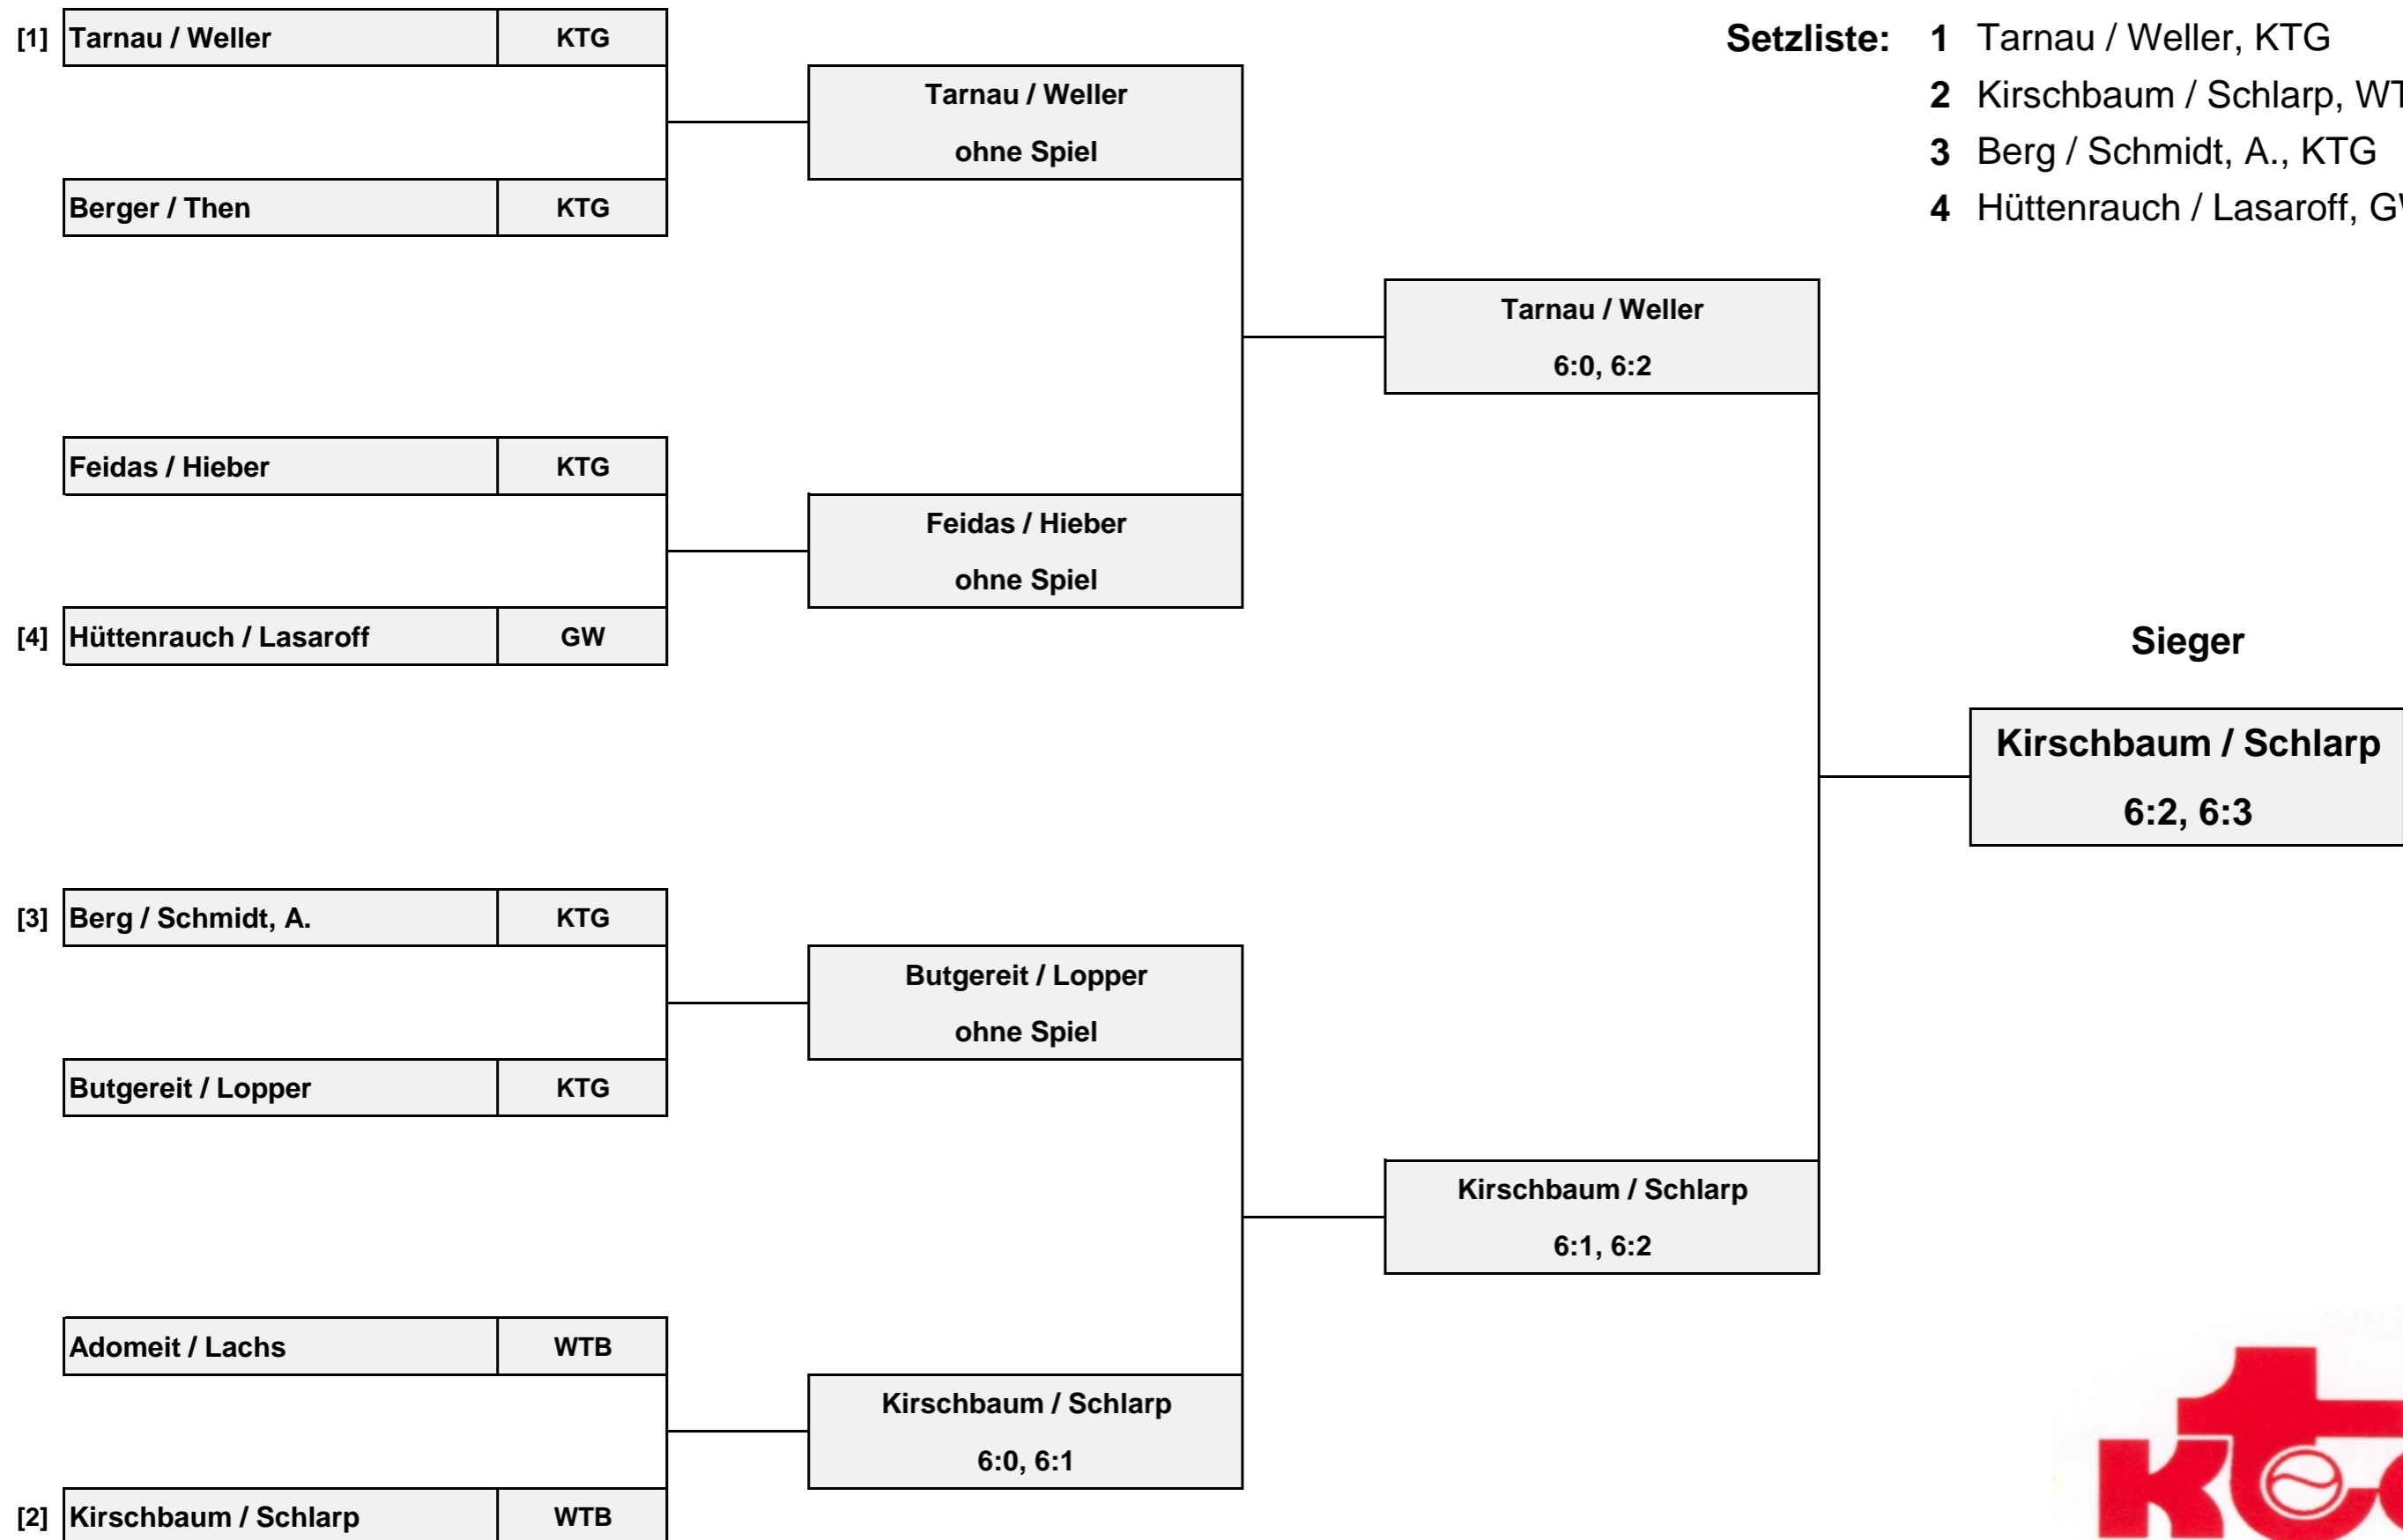 [1] Tarnau / Weller KTG
Setzliste: 1 Tarnau / Weller, KTG
Tarnau / Weller
2 Kirschbaum / Schlarp, WT
ohne Spiel
3 Berg / Schmidt, A., KTG
Berger / Then KTG
4 Hüttenrauch / Lasaroff, GW
Tarnau / Weller
6:0, 6:2
Feidas / Hieber KTG
Feidas / Hieber
ohne Spiel
[4] Hüttenrauch / Lasaroff GW
Sieger
Kirschbaum / Schlarp
6:2, 6:3
[3] Berg / Schmidt, A. KTG
Butgereit / Lopper
ohne Spiel
Butgereit / Lopper KTG
Kirschbaum / Schlarp
6:1, 6:2
Adomeit / Lachs WTB
Kirschbaum / Schlarp
6:0, 6:1
[2] Kirschbaum / Schlarp WTB